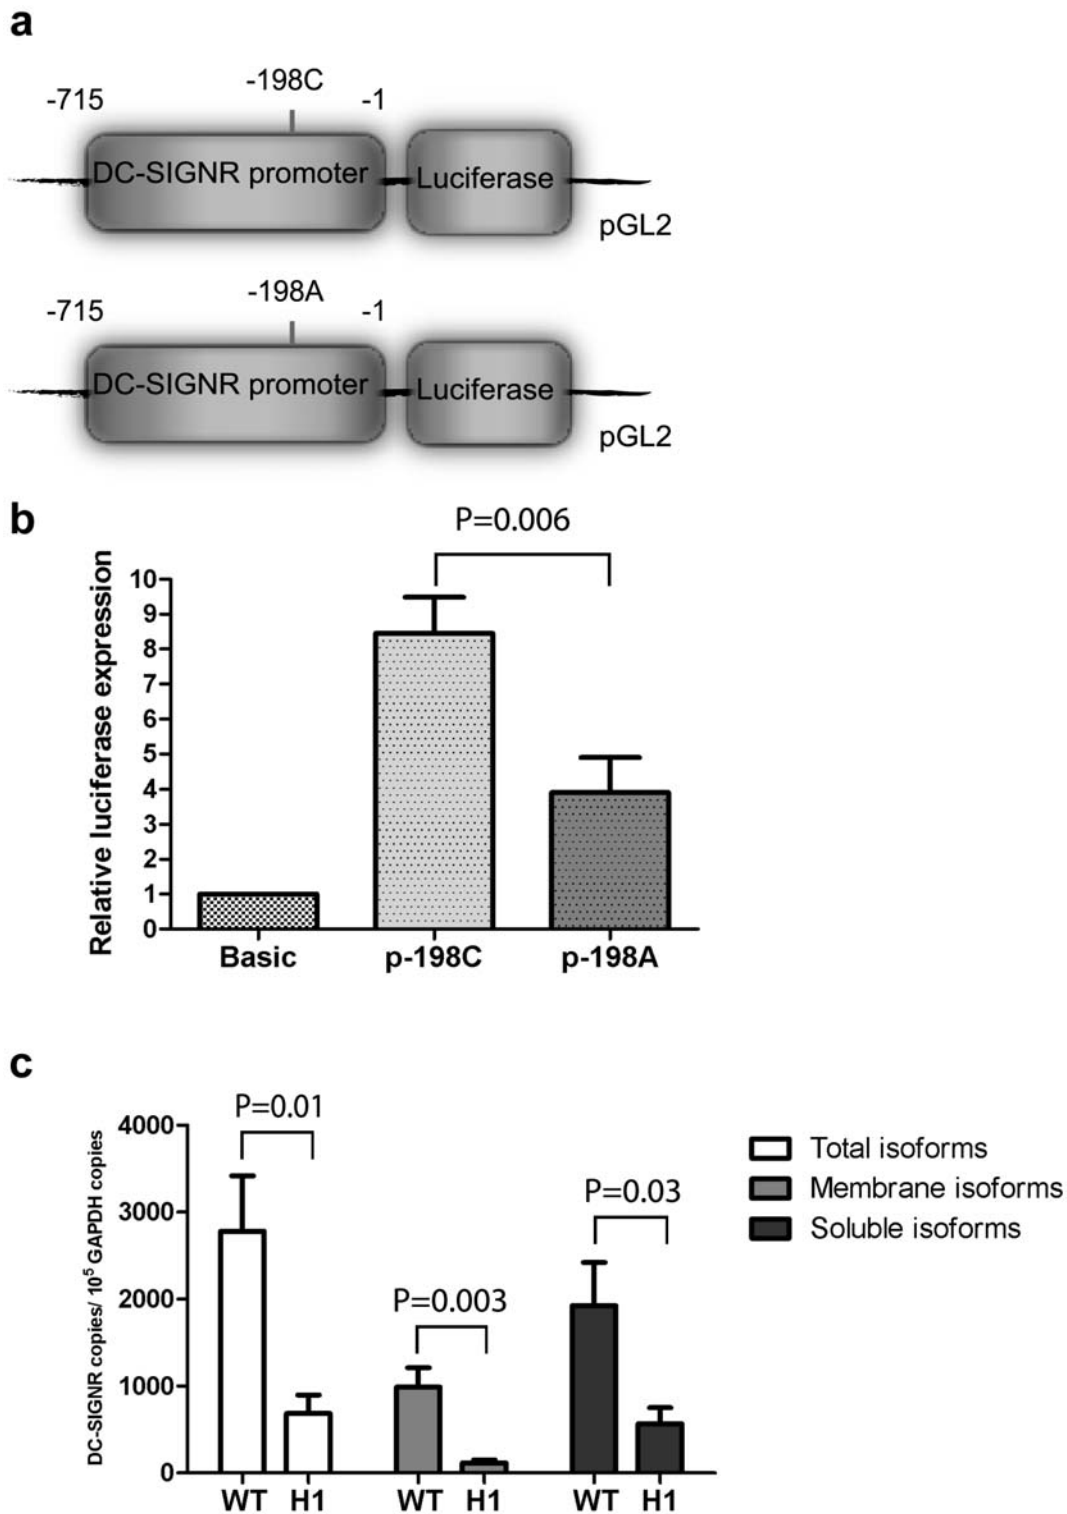 a
-198C
-715
-1
DC-SIGNR promoter
Luciferase
pGL2
-198A
-715
-1
DC-SIGNR promoter
Luciferase
pGL2
b
P=0.006
Relative luciferase expression
10
9
8
7
6
5
4
3
2
1
0
Basic
p-198C
p-198A
c
P=0.01
P=0.003
P=0.03
DC-SIGNR copies/ 10⁵ GAPDH copies
4000
3000
2000
1000
0
WT
H1
WT
H1
WT
H1
Total isoforms
Membrane isoforms
Soluble isoforms